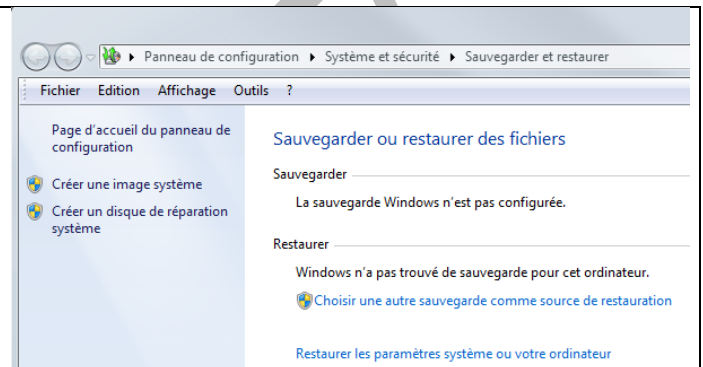 Panneau de configuration ▸ Système et sécurité ▸ Sauvegarder et restaurer
Fichier Edition Affichage Outils ?
Page d'accueil du panneau de
configuration
Créer une image système
Créer un disque de réparation
système
Sauvegarder ou restaurer des fichiers
Sauvegarder
La sauvegarde Windows n'est pas configurée.
Restaurer
Windows n'a pas trouvé de sauvegarde pour cet ordinateur.
Choisir une autre sauvegarde comme source de restauration
Restaurer les paramètres système ou votre ordinateur